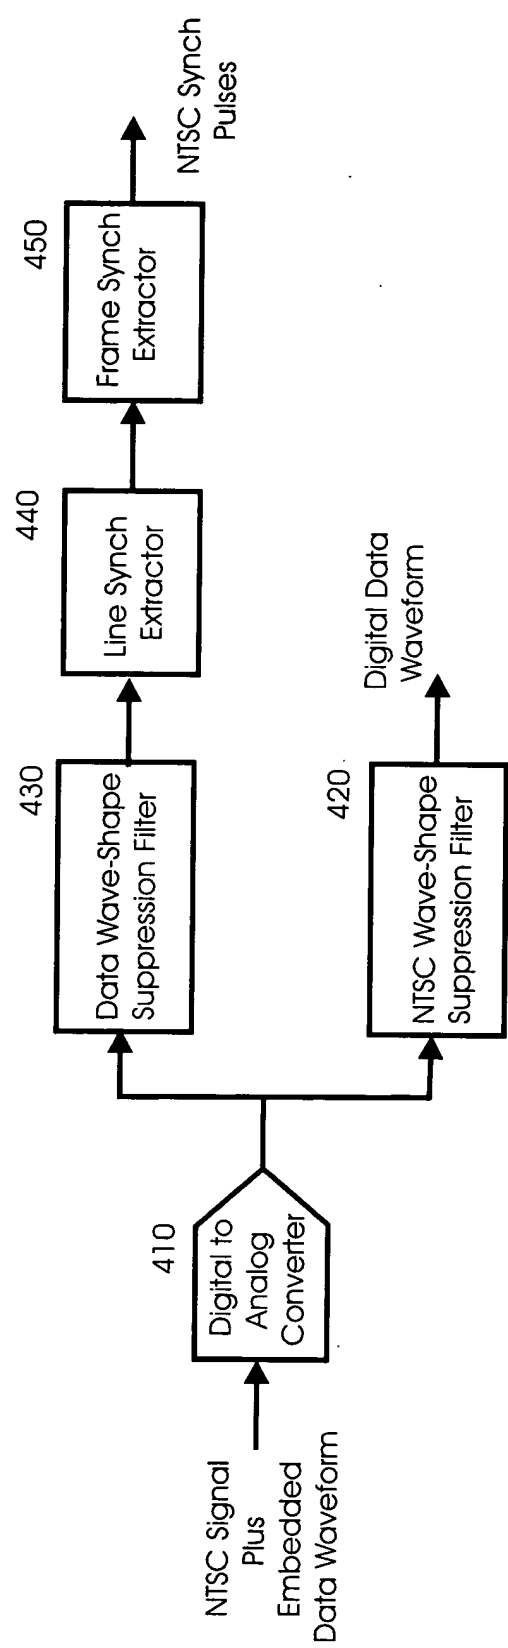 NTSC Signal
Plus
Embedded
Data Waveform
410
Digital to
Analog
Converter
430
Data Wave-Shape
Suppression Filter
440
Line Synch
Extractor
450
Frame Synch
Extractor
NTSC Synch
Pulses
420
NTSC Wave-Shape
Suppression Filter
Digital Data
Waveform